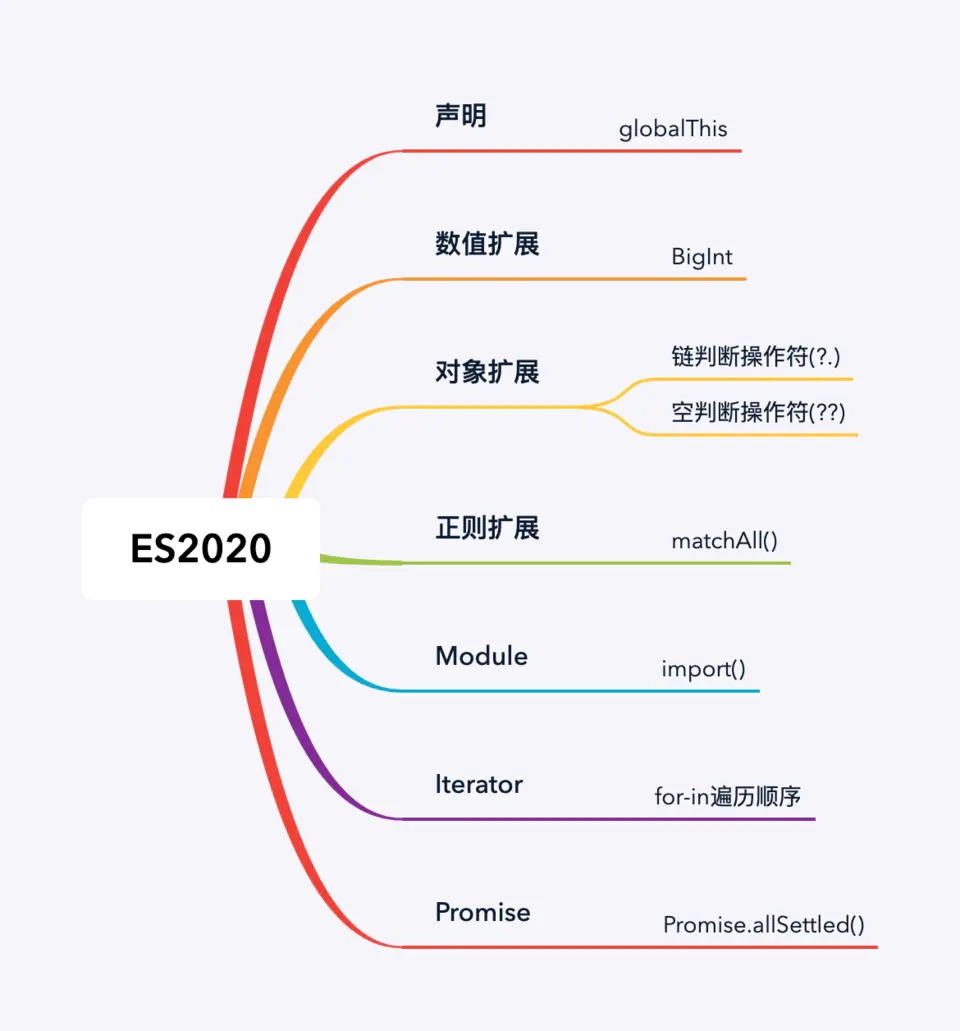 声明
globalThis
数值扩展
BigInt
对象扩展
链判断操作符(?.)
空判断操作符(??)
ES2020
正则扩展
matchAll()
Module
import()
Iterator
for-in遍历顺序
Promise
Promise.allSettled()